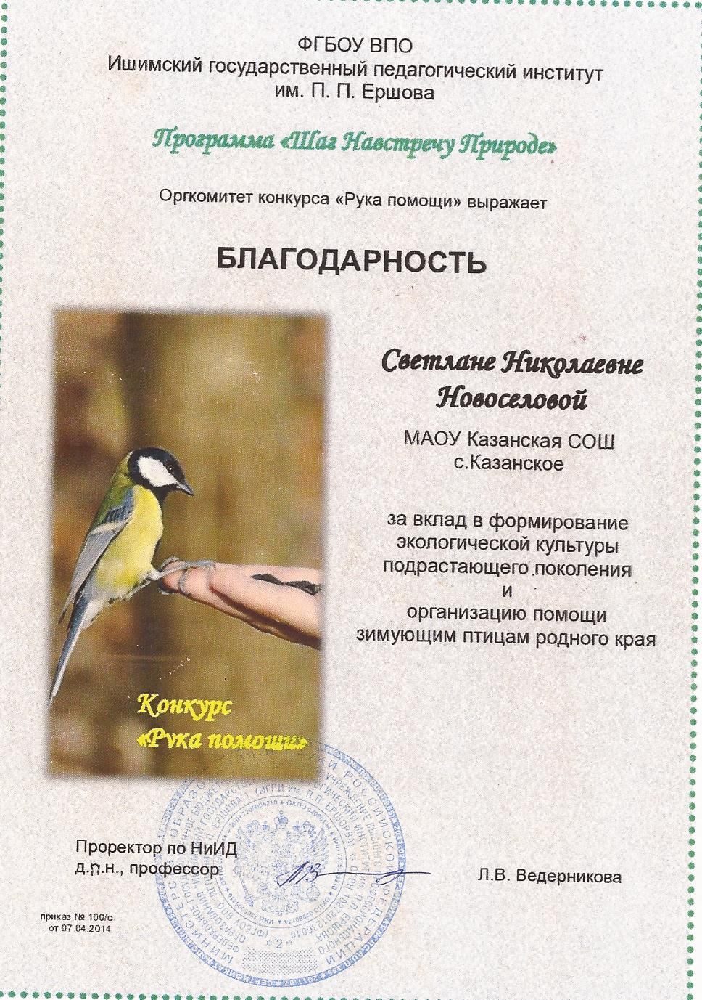 ФГБОУ ВПО
Ишимский государственный педагогический институт
им. П. П. Ершова
Программа «Шаг Навстречу Природе»
Оргкомитет конкурса «Рука помощи» выражает
БЛАГОДАРНОСТЬ
Светлане Николаевне
Новоселовой
МАОУ Казанская СОШ
с.Казанское
за вклад в формирование
экологической культуры
подрастающего поколения
и
организацию помощи
зимующим птицам родного края
Конкурс
«Рука помощи»
Проректор по НиИД
д.п.н., профессор
Л.В. Ведерникова
приказ № 100/с
от 07.04.2014